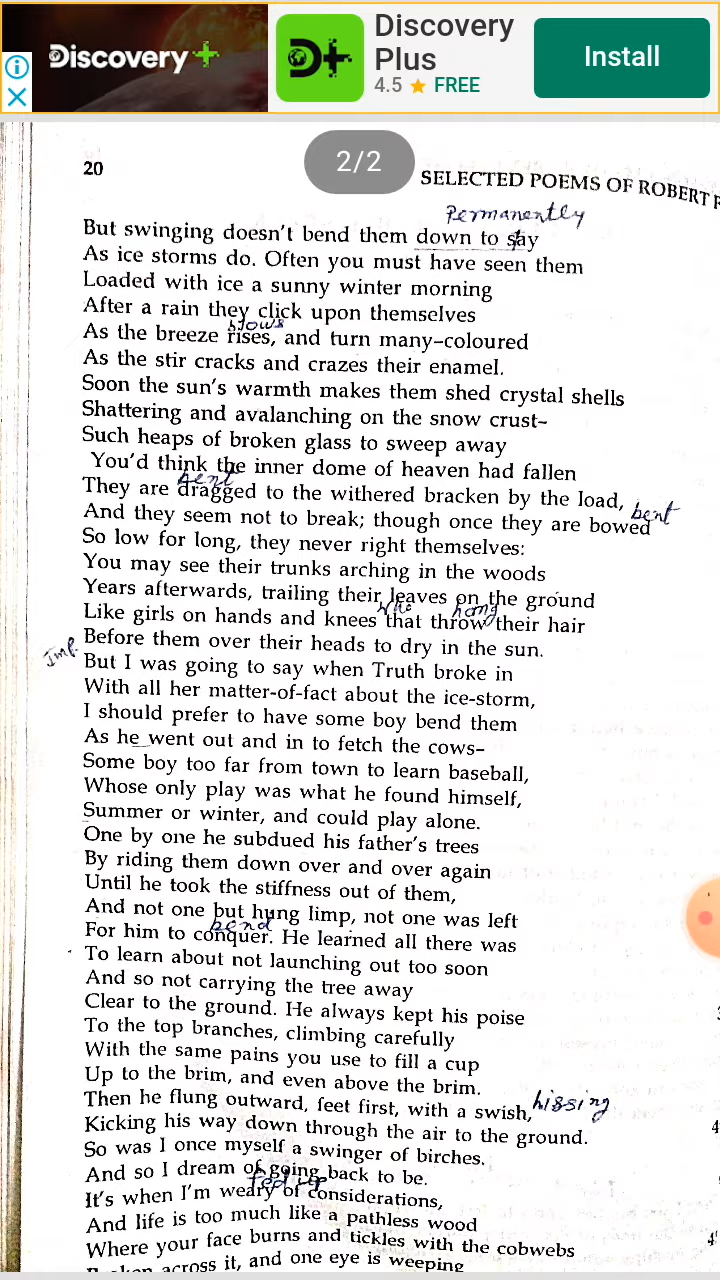 Discovery+
Discovery
Plus
4.5 ★ FREE
Install
20
2/2
SELECTED POEMS OF ROBERT F
Permanently
But swinging doesn't bend them down to stay
As ice storms do. Often you must have seen them
Loaded with ice a sunny winter morning
After a rain they click upon themselves
blows
As the breeze rises, and turn many-coloured
As the stir cracks and crazes their enamel.
Soon the sun's warmth makes them shed crystal shells
Shattering and avalanching on the snow crust-
Such heaps of broken glass to sweep away
You'd think the inner dome of heaven had fallen
bent
They are dragged to the withered bracken by the load,
bent
And they seem not to break; though once they are bowed
So low for long, they never right themselves:
You may see their trunks arching in the woods
Years afterwards, trailing their leaves on the ground
who hang
Like girls on hands and knees that throw their hair
Before them over their heads to dry in the sun.
Imp.
But I was going to say when Truth broke in
With all her matter-of-fact about the ice-storm,
I should prefer to have some boy bend them
As he went out and in to fetch the cows-
Some boy too far from town to learn baseball,
Whose only play was what he found himself,
Summer or winter, and could play alone.
One by one he subdued his father's trees
By riding them down over and over again
Until he took the stiffness out of them,
And not one but hung limp, not one was left
bend
For him to conquer. He learned all there was
To learn about not launching out too soon
And so not carrying the tree away
Clear to the ground. He always kept his poise
To the top branches, climbing carefully
With the same pains you use to fill a cup
Up to the brim, and even above the brim.
Then he flung outward, feet first, with a swish,
hissing
Kicking his way down through the air to the ground.
So was I once myself a swinger of birches.
And so I dream of going back to be.
fed up
It's when I'm weary of considerations,
And life is too much like a pathless wood
Where your face burns and tickles with the cobwebs
Broken across it, and one eye is weeping